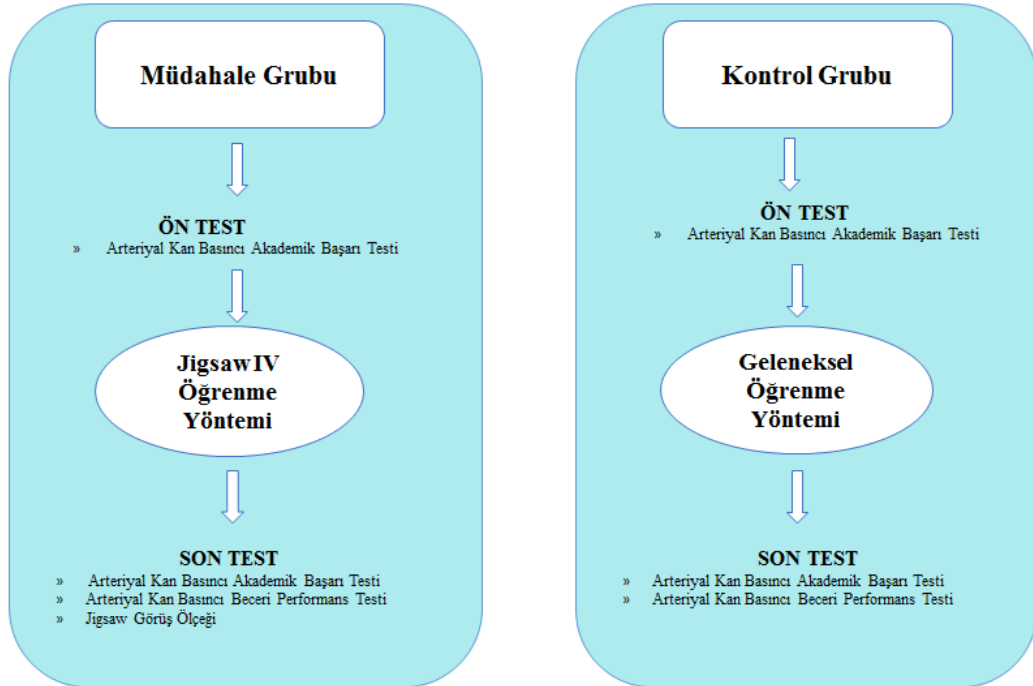 Müdahale Grubu
ÖN TEST
» Arteriyal Kan Basıncı Akademik Başarı Testi
Jigsaw IV
Öğrenme
Yöntemi
SON TEST
» Arteriyal Kan Basıncı Akademik Başarı Testi
» Arteriyal Kan Basıncı Beceri Performans Testi
» Jigsaw Görüş Ölçeği
Kontrol Grubu
ÖN TEST
» Arteriyal Kan Basıncı Akademik Başarı Testi
Geleneksel
Öğrenme
Yöntemi
SON TEST
» Arteriyal Kan Basıncı Akademik Başarı Testi
» Arteriyal Kan Basıncı Beceri Performans Testi